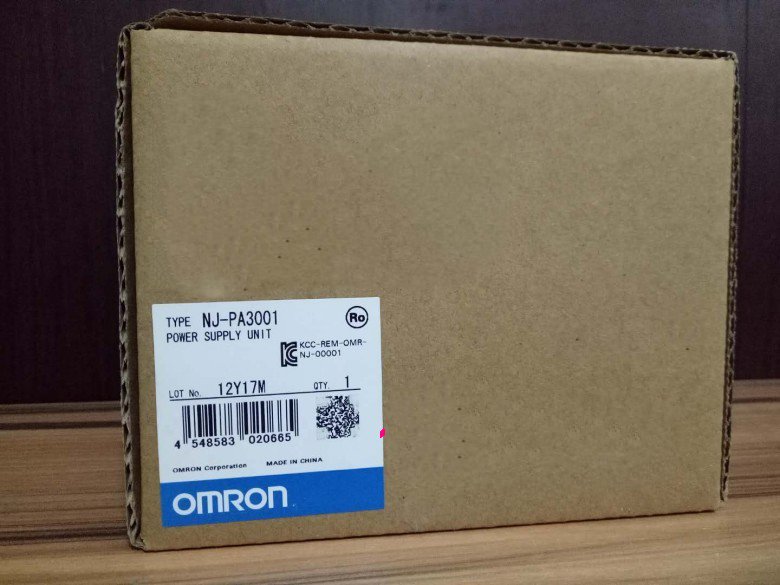 TYPE NJ-PA3001 Ro
POWER SUPPLY UNIT
KCC-REM-OMR-
NJ-00001
LOT No. 12Y17M QTY. 1
4 548583 020665
OMRON Corporation MADE IN CHINA
OMRON